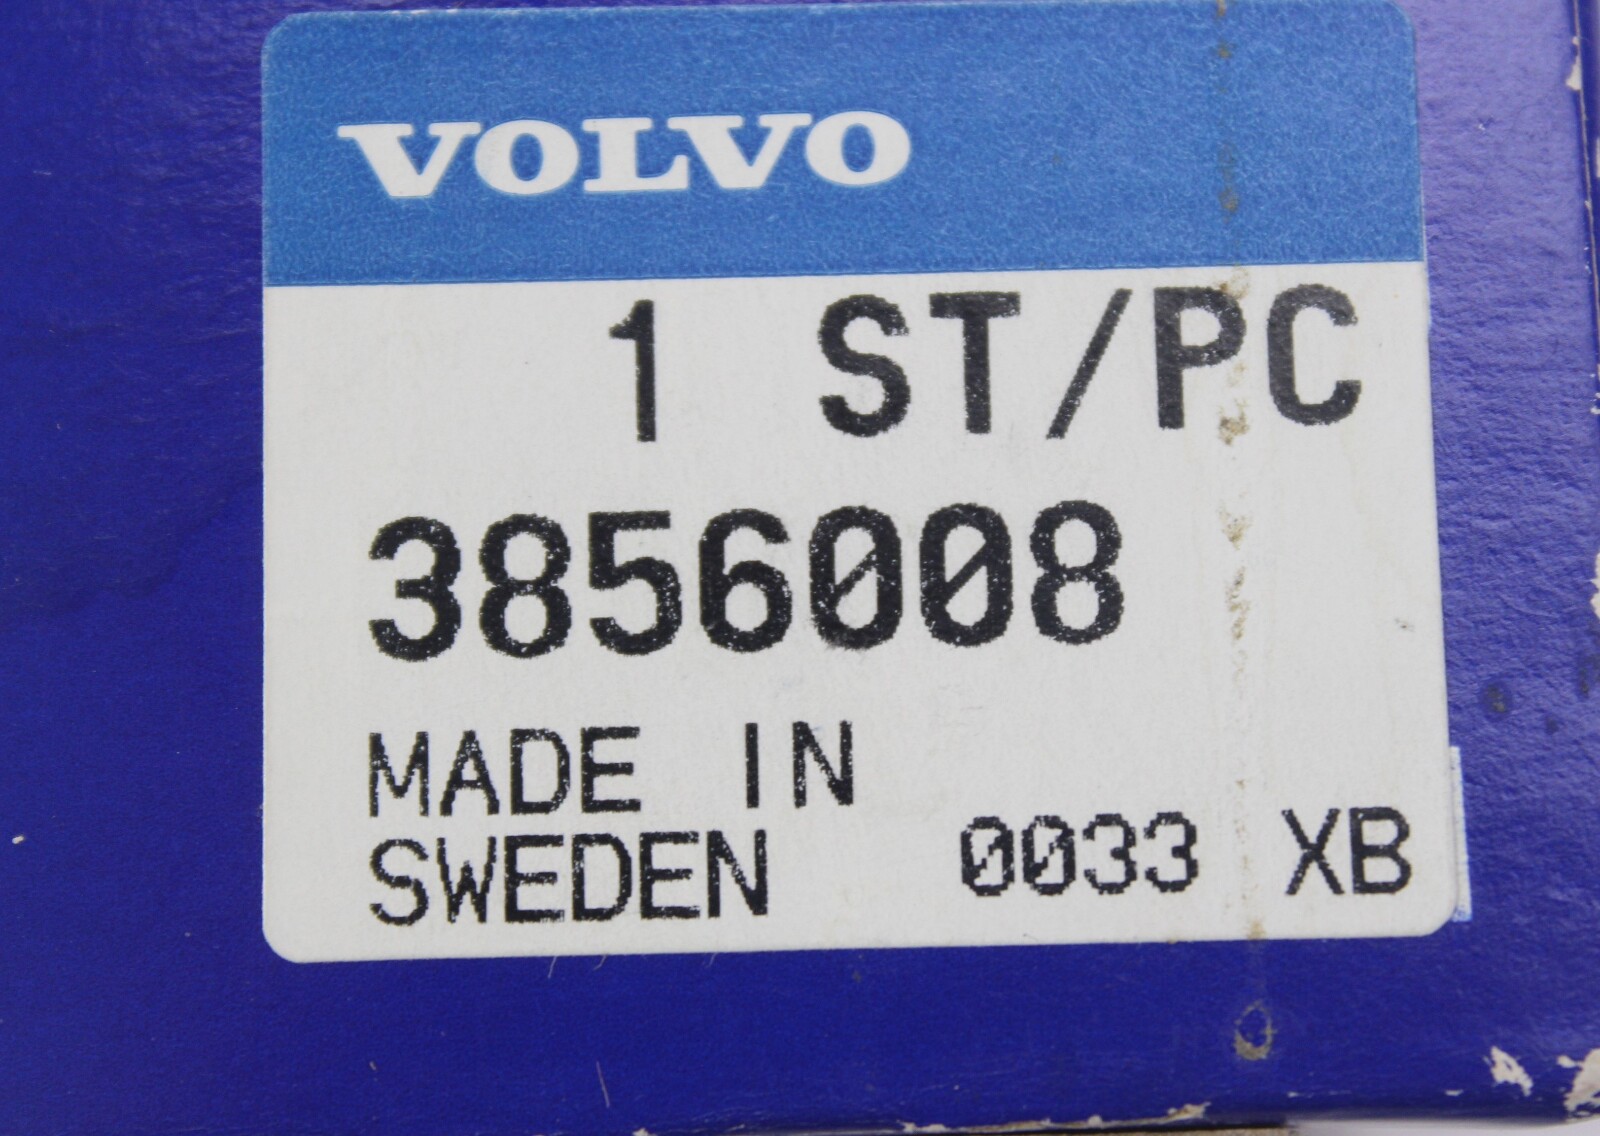 VOLVO
1 ST/PC
3856008
MADE IN
SWEDEN 0033 XB